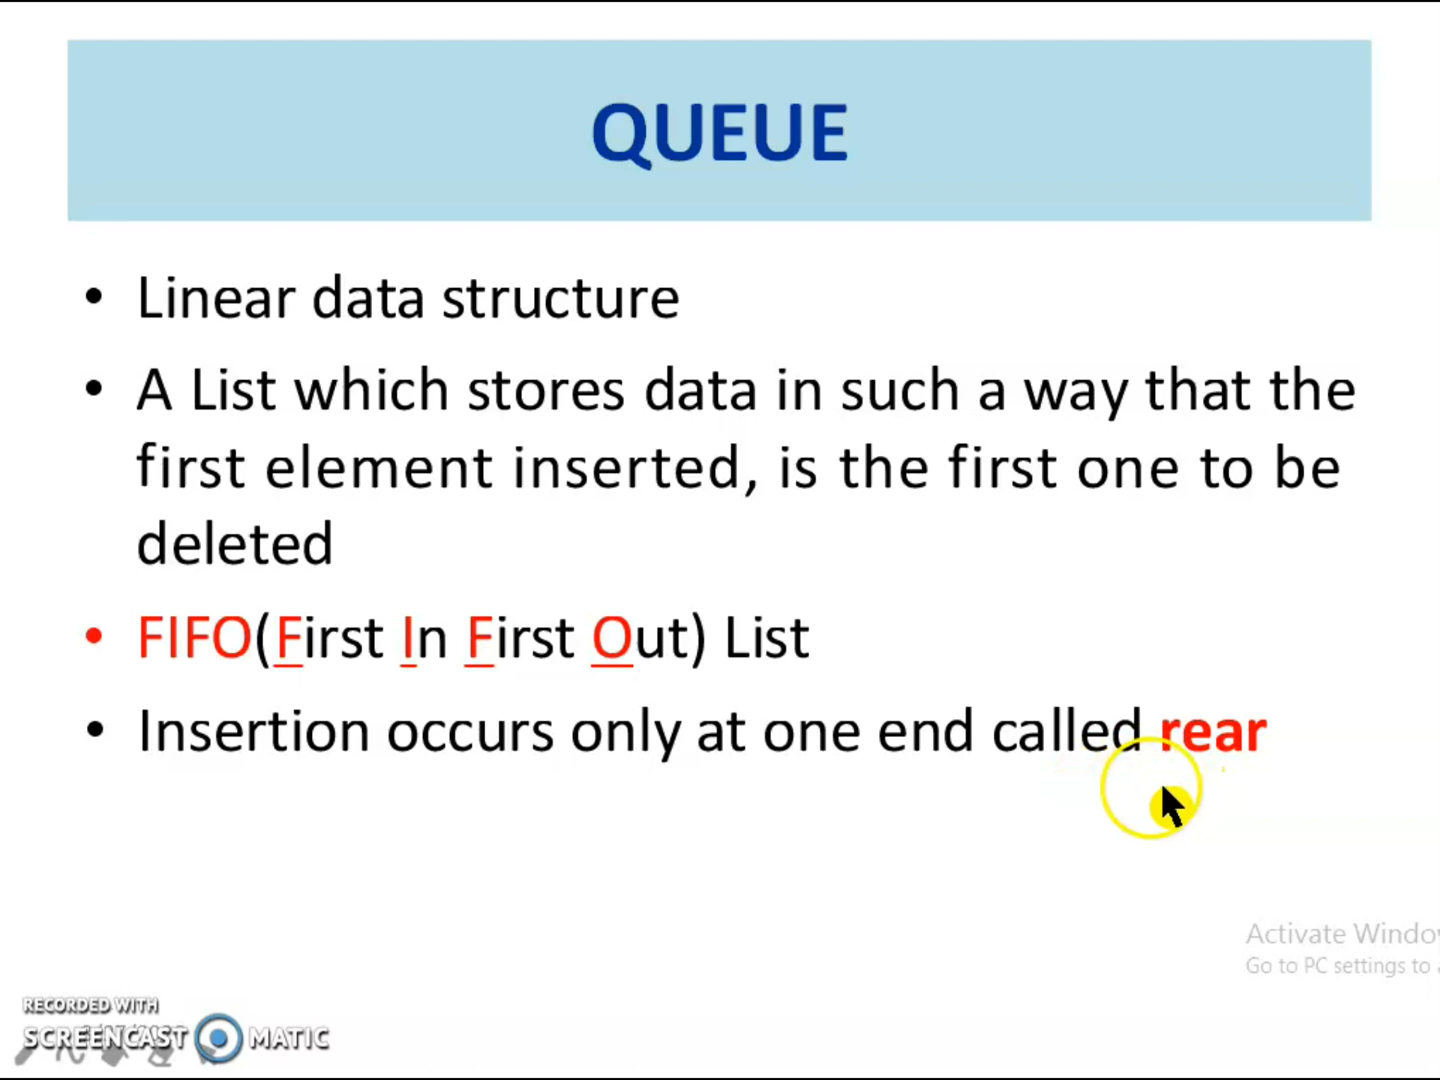 QUEUE
• Linear data structure
• A List which stores data in such a way that the
first element inserted, is the first one to be
deleted
• FIFO(First In First Out) List
• Insertion occurs only at one end called rear
Activate Windo
Go to PC settings to
RECORDED WITH
SCREENCAST MATIC